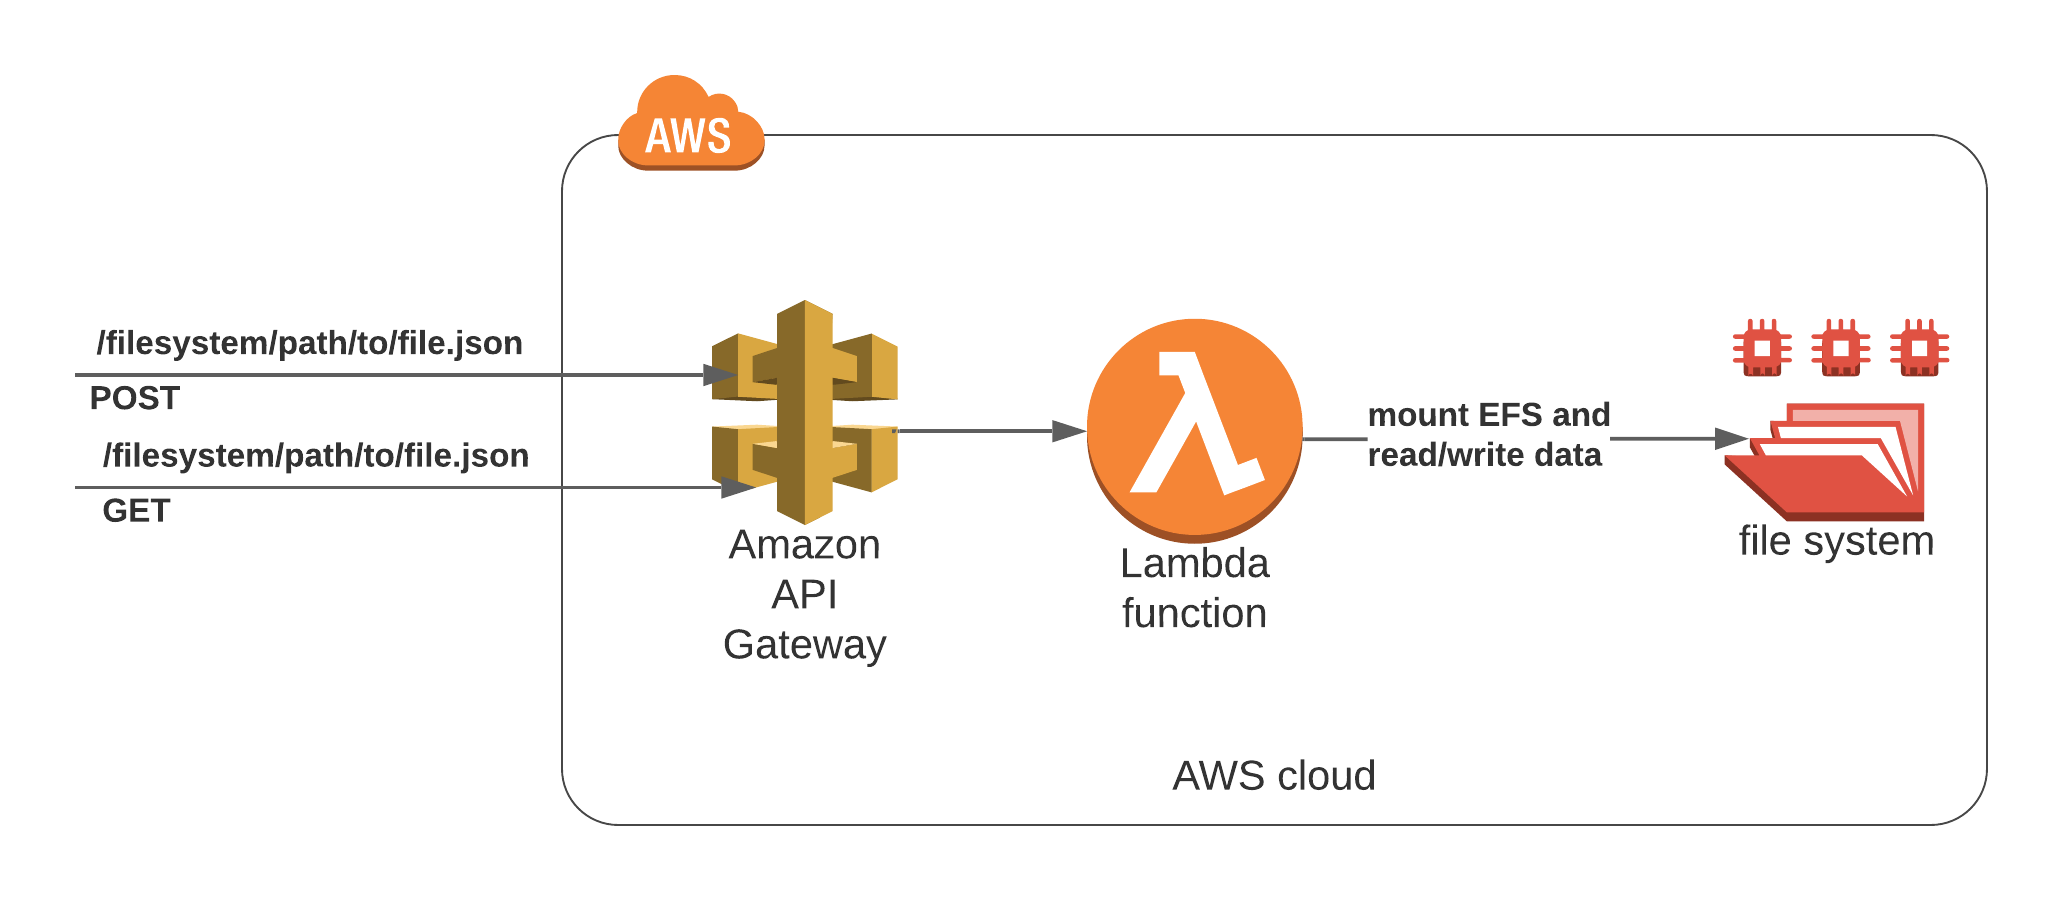 AWS
/filesystem/path/to/file.json
POST
/filesystem/path/to/file.json
GET
Amazon
API
Gateway
Lambda
function
mount EFS and
read/write data
file system
AWS cloud